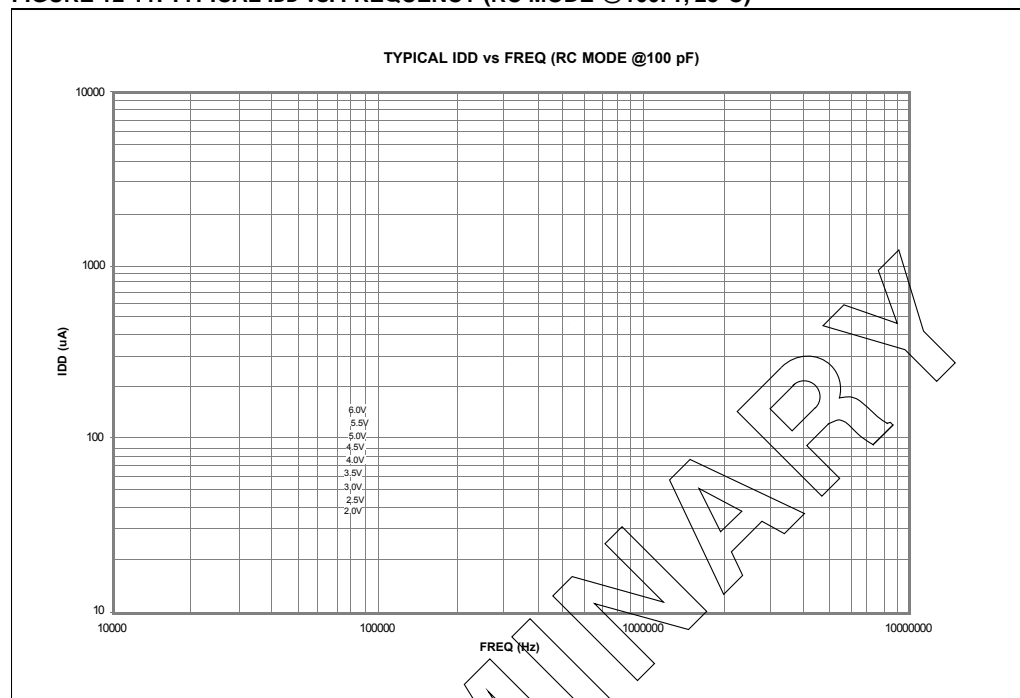 TYPICAL IDD vs FREQ (RC MODE @100 pF)
10000
1000
IDD (uA)
6.0V
5.5V
5.0V
4.5V
4.0V
3.5V
3.0V
2.5V
2.0V
100
10
10000
100000
1000000
10000000
FREQ (Hz)
MINARY